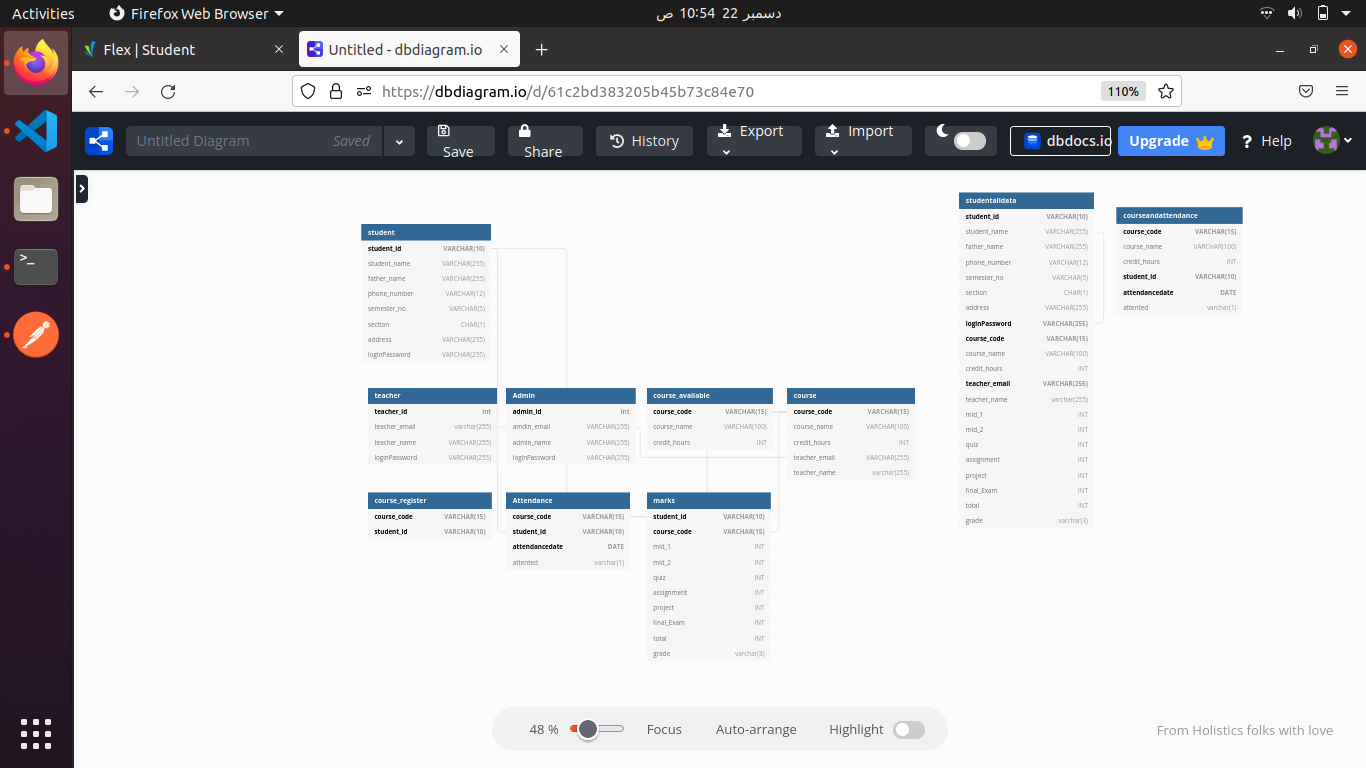 Activities Firefox Web Browser دسمبر 22 10:54 ص
Flex | Student Untitled - dbdiagram.io
https://dbdiagram.io/d/61c2bd383205b45b73c84e70 110%
Untitled Diagram Saved Save Share History Export Import dbdocs.io Upgrade ? Help
student
student_id VARCHAR(10)
student_name VARCHAR(255)
father_name VARCHAR(255)
phone_number VARCHAR(12)
semester_no VARCHAR(5)
section CHAR(1)
address VARCHAR(255)
loginPassword VARCHAR(255)
teacher
teacher_id int
teacher_email varchar(255)
teacher_name VARCHAR(255)
loginPassword VARCHAR(255)
Admin
admin_id int
amdin_email VARCHAR(255)
admin_name VARCHAR(255)
loginPassword VARCHAR(255)
course_available
course_code VARCHAR(15)
course_name VARCHAR(100)
credit_hours INT
course
course_code VARCHAR(15)
course_name VARCHAR(100)
credit_hours INT
teacher_email VARCHAR(255)
teacher_name varchar(255)
course_register
course_code VARCHAR(15)
student_id VARCHAR(10)
Attendance
course_code VARCHAR(15)
student_id VARCHAR(10)
attendancedate DATE
attented varchar(1)
marks
student_id VARCHAR(10)
course_code VARCHAR(15)
mid_1 INT
mid_2 INT
quiz INT
assignment INT
project INT
final_Exam INT
total INT
grade varchar(3)
studentalldata
student_id VARCHAR(10)
student_name VARCHAR(255)
father_name VARCHAR(255)
phone_number VARCHAR(12)
semester_no VARCHAR(5)
section CHAR(1)
address VARCHAR(255)
loginPassword VARCHAR(255)
course_code VARCHAR(15)
course_name VARCHAR(100)
credit_hours INT
teacher_email VARCHAR(255)
teacher_name varchar(255)
mid_1 INT
mid_2 INT
quiz INT
assignment INT
project INT
final_Exam INT
total INT
grade varchar(3)
courseandattendance
course_code VARCHAR(15)
course_name VARCHAR(100)
credit_hours INT
student_id VARCHAR(10)
attendancedate DATE
attented varchar(1)
48 % Focus Auto-arrange Highlight
From Holistics folks with love